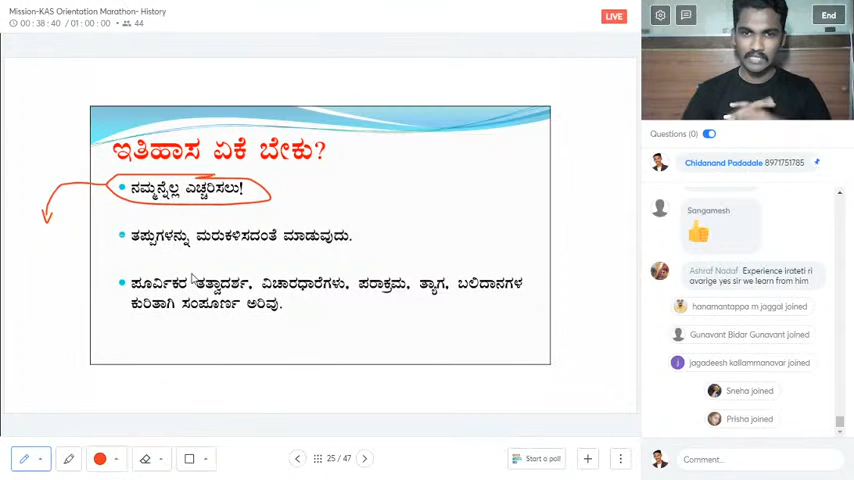 Mission-KAS Orientation Marathon- History
00 : 38 : 40 / 01 : 00 : 00 • 44
LIVE
End
ಇತಿಹಾಸ ಏಕೆ ಬೇಕು?
• ನಮ್ಮನ್ನೆಲ್ಲ ಎಚ್ಚರಿಸಲು!
• ತಪ್ಪುಗಳನ್ನು ಮರುಕಳಿಸದಂತೆ ಮಾಡುವುದು.
• ಪೂರ್ವಿಕರ ತತ್ವಾದರ್ಶ, ವಿಚಾರಧಾರೆಗಳು, ಪರಾಕ್ರಮ, ತ್ಯಾಗ, ಬಲಿದಾನಗಳ
ಕುರಿತಾಗಿ ಸಂಪೂರ್ಣ ಅರಿವು.
25 / 47
Start a poll
Questions (0)
Chidanand Padadale 8971751785
Sangamesh
Ashraf Nadaf Experience irateti ri
avarige yes sir we learn from him
hanamantappa m jaggal joined
Gunavant Bidar Gunavant joined
j jagadeesh kallammanavar joined
Sneha joined
Prisha joined
Comment...